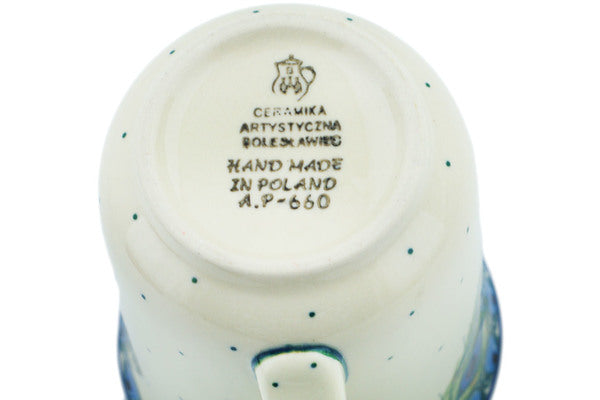 CERAMIKA
ARTYSTYCZNA
BOLESŁAWIEC
HAND MADE
IN POLAND
A.P-660